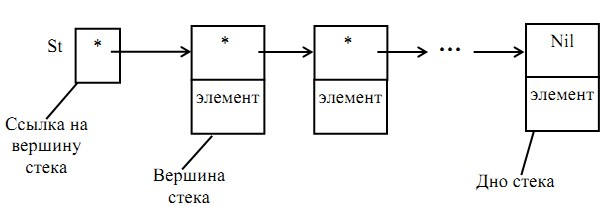 St
*
*
*
...
Nil
элемент
элемент
элемент
Ссылка на
вершину
стека
Вершина
стека
Дно стека